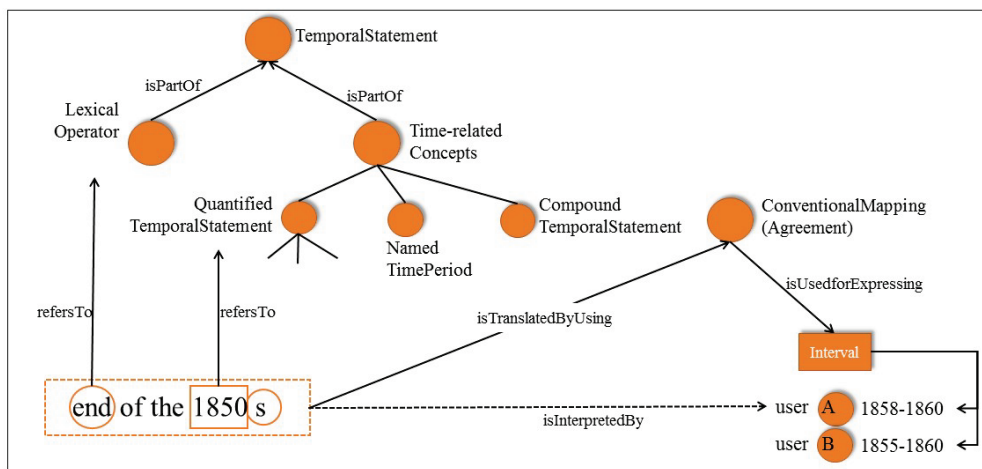 TemporalStatement
isPartOf
isPartOf
Lexical
Operator
Time-related
Concepts
Quantified
TemporalStatement
Named
TimePeriod
Compound
TemporalStatement
ConventionalMapping
(Agreement)
isUsedforExpressing
refersTo
refersTo
isTranslatedByUsing
Interval
end of the 1850 s
isInterpretedBy
user A 1858-1860
user B 1855-1860